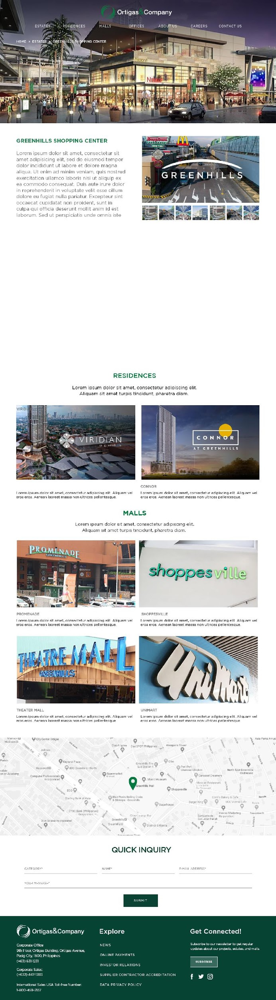 Ortigas&Company
ESTATES RESIDENCES MALLS OFFICES ABOUT US CAREERS CONTACT US
HOME > ESTATES > GREENHILLS SHOPPING CENTER
Nikkoi
GREENHILLS SHOPPING CENTER
Lorem ipsum dolor sit amet, consectetur sit
amet adipisicing elit, sed do eiusmod tempor
dolor incididunt ut labore et dolore magna
aliqua. Ut enim ad minim veniam, quis nostrud
exercitation ullamco laboris nisi ut aliquip ex
ea commodo consequat. Duis aute irure dolor
in reprehenderit in voluptate velit esse cillum
dolore eu fugiat nulla pariatur. Excepteur sint
occaecat cupidatat non proident, sunt in
culpa qui officia deserunt mollit anim id est
laborum. Sed ut perspiciatis unde omnis iste
DRIVE THRU
GREENHILLS
RESIDENCES
Lorem ipsum dolor sit amet, consectetur adipiscing elit.
Aliquam sit amet turpis tincidunt, pharetra diam.
VIRIDIAN
in greenhills
CONNOR
AT GREENHILLS
Lorem ipsum dolor sit amet, consectetur adipiscing elit. Aliquam vel
eros eros. Aenean laoreet massa non ultrices pellentesque.
CONNOR
Lorem ipsum dolor sit amet, consectetur adipiscing elit. Aliquam vel
eros eros. Aenean laoreet massa non ultrices pellentesque.
MALLS
Lorem ipsum dolor sit amet, consectetur adipiscing elit.
Aliquam sit amet turpis tincidunt, pharetra diam.
PROMENADE
GREENHILLS
shoppesville
PROMENADE
Lorem ipsum dolor sit amet, consectetur adipiscing elit. Aliquam vel
eros eros. Aenean laoreet massa non ultrices pellentesque.
SHOPPESVILLE
Lorem ipsum dolor sit amet, consectetur adipiscing elit. Aliquam vel
eros eros. Aenean laoreet massa non ultrices pellentesque.
THEATRE MALL
GREENHILLS
UniMart
THEATER MALL
Lorem ipsum dolor sit amet, consectetur adipiscing elit. Aliquam vel
eros eros. Aenean laoreet massa non ultrices pellentesque
UNIMART
Lorem ipsum dolor sit amet, consectetur adipiscing elit. Aliquam vel
eros eros. Aenean laoreet massa non ultrices pellentesque
Madison
City Center Ortigas
Asia Parks Amus
Madison
Ortigas Ave
Club Filipino
DealSPOT Philippines
Annapolis Tower
Jollibee
Parish
Keyland Plaza
Greenhills Fire
Sub Station 4
Gibo
Roosevelt
BDO Greenhills - North
Peri-Peri
Charcoal Chicken
North East Greenhills
Clubhouse
Computer Professionals
Incorporated
Supermarket
Music Museum
Carousel Creamery
Mexican Restaurant
Greenhills Mall
Shoppesville
BDO
Sterling Bank of Asia
Blue Posts Boiling Crabs
& Shrimps - Greenhills
Conti's Bakery & Cafe
Burger King
UCC Vienna Cafe
Torch
Sugarhouse
CTBC Bank (Philippines)
Corporation
Chivz Lounge Bar
Hemas Marketing
Corporation
Santuario de
San Jose Parish
Greenhills
Greenhills
District 8 Manila
QUICK INQUIRY
CATEGORY* NAME* E-MAIL ADDRESS*
YOUR MESSAGE*
SUBMIT
Ortigas&Company
Corporate Office
9th Floor, Ortigas Building, Ortigas Avenue,
Pasig City, 1600, Philippines
(+63) 631-1231
Corporate Sales:
(+632) 447-1393
International Sales USA Toll-free Number:
1-800-459-2137
Explore
NEWS
ONLINE PAYMENTS
INVESTOR RELATIONS
SUPPLIER CONTRACTOR ACCREDITATION
DATA PRIVACY POLICY
Get Connected!
Subscribe to our newsletter to get regular
updates about our projects, estates, and malls.
SUBSCRIBE